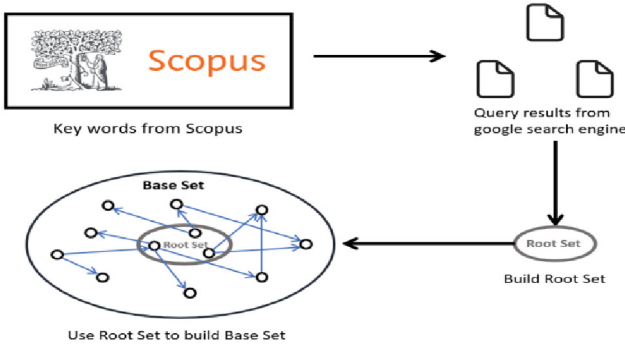 Scopus
Key words from Scopus
Query results from
google search engine
Root Set
Build Root Set
Base Set
Root Set
Use Root Set to build Base Set